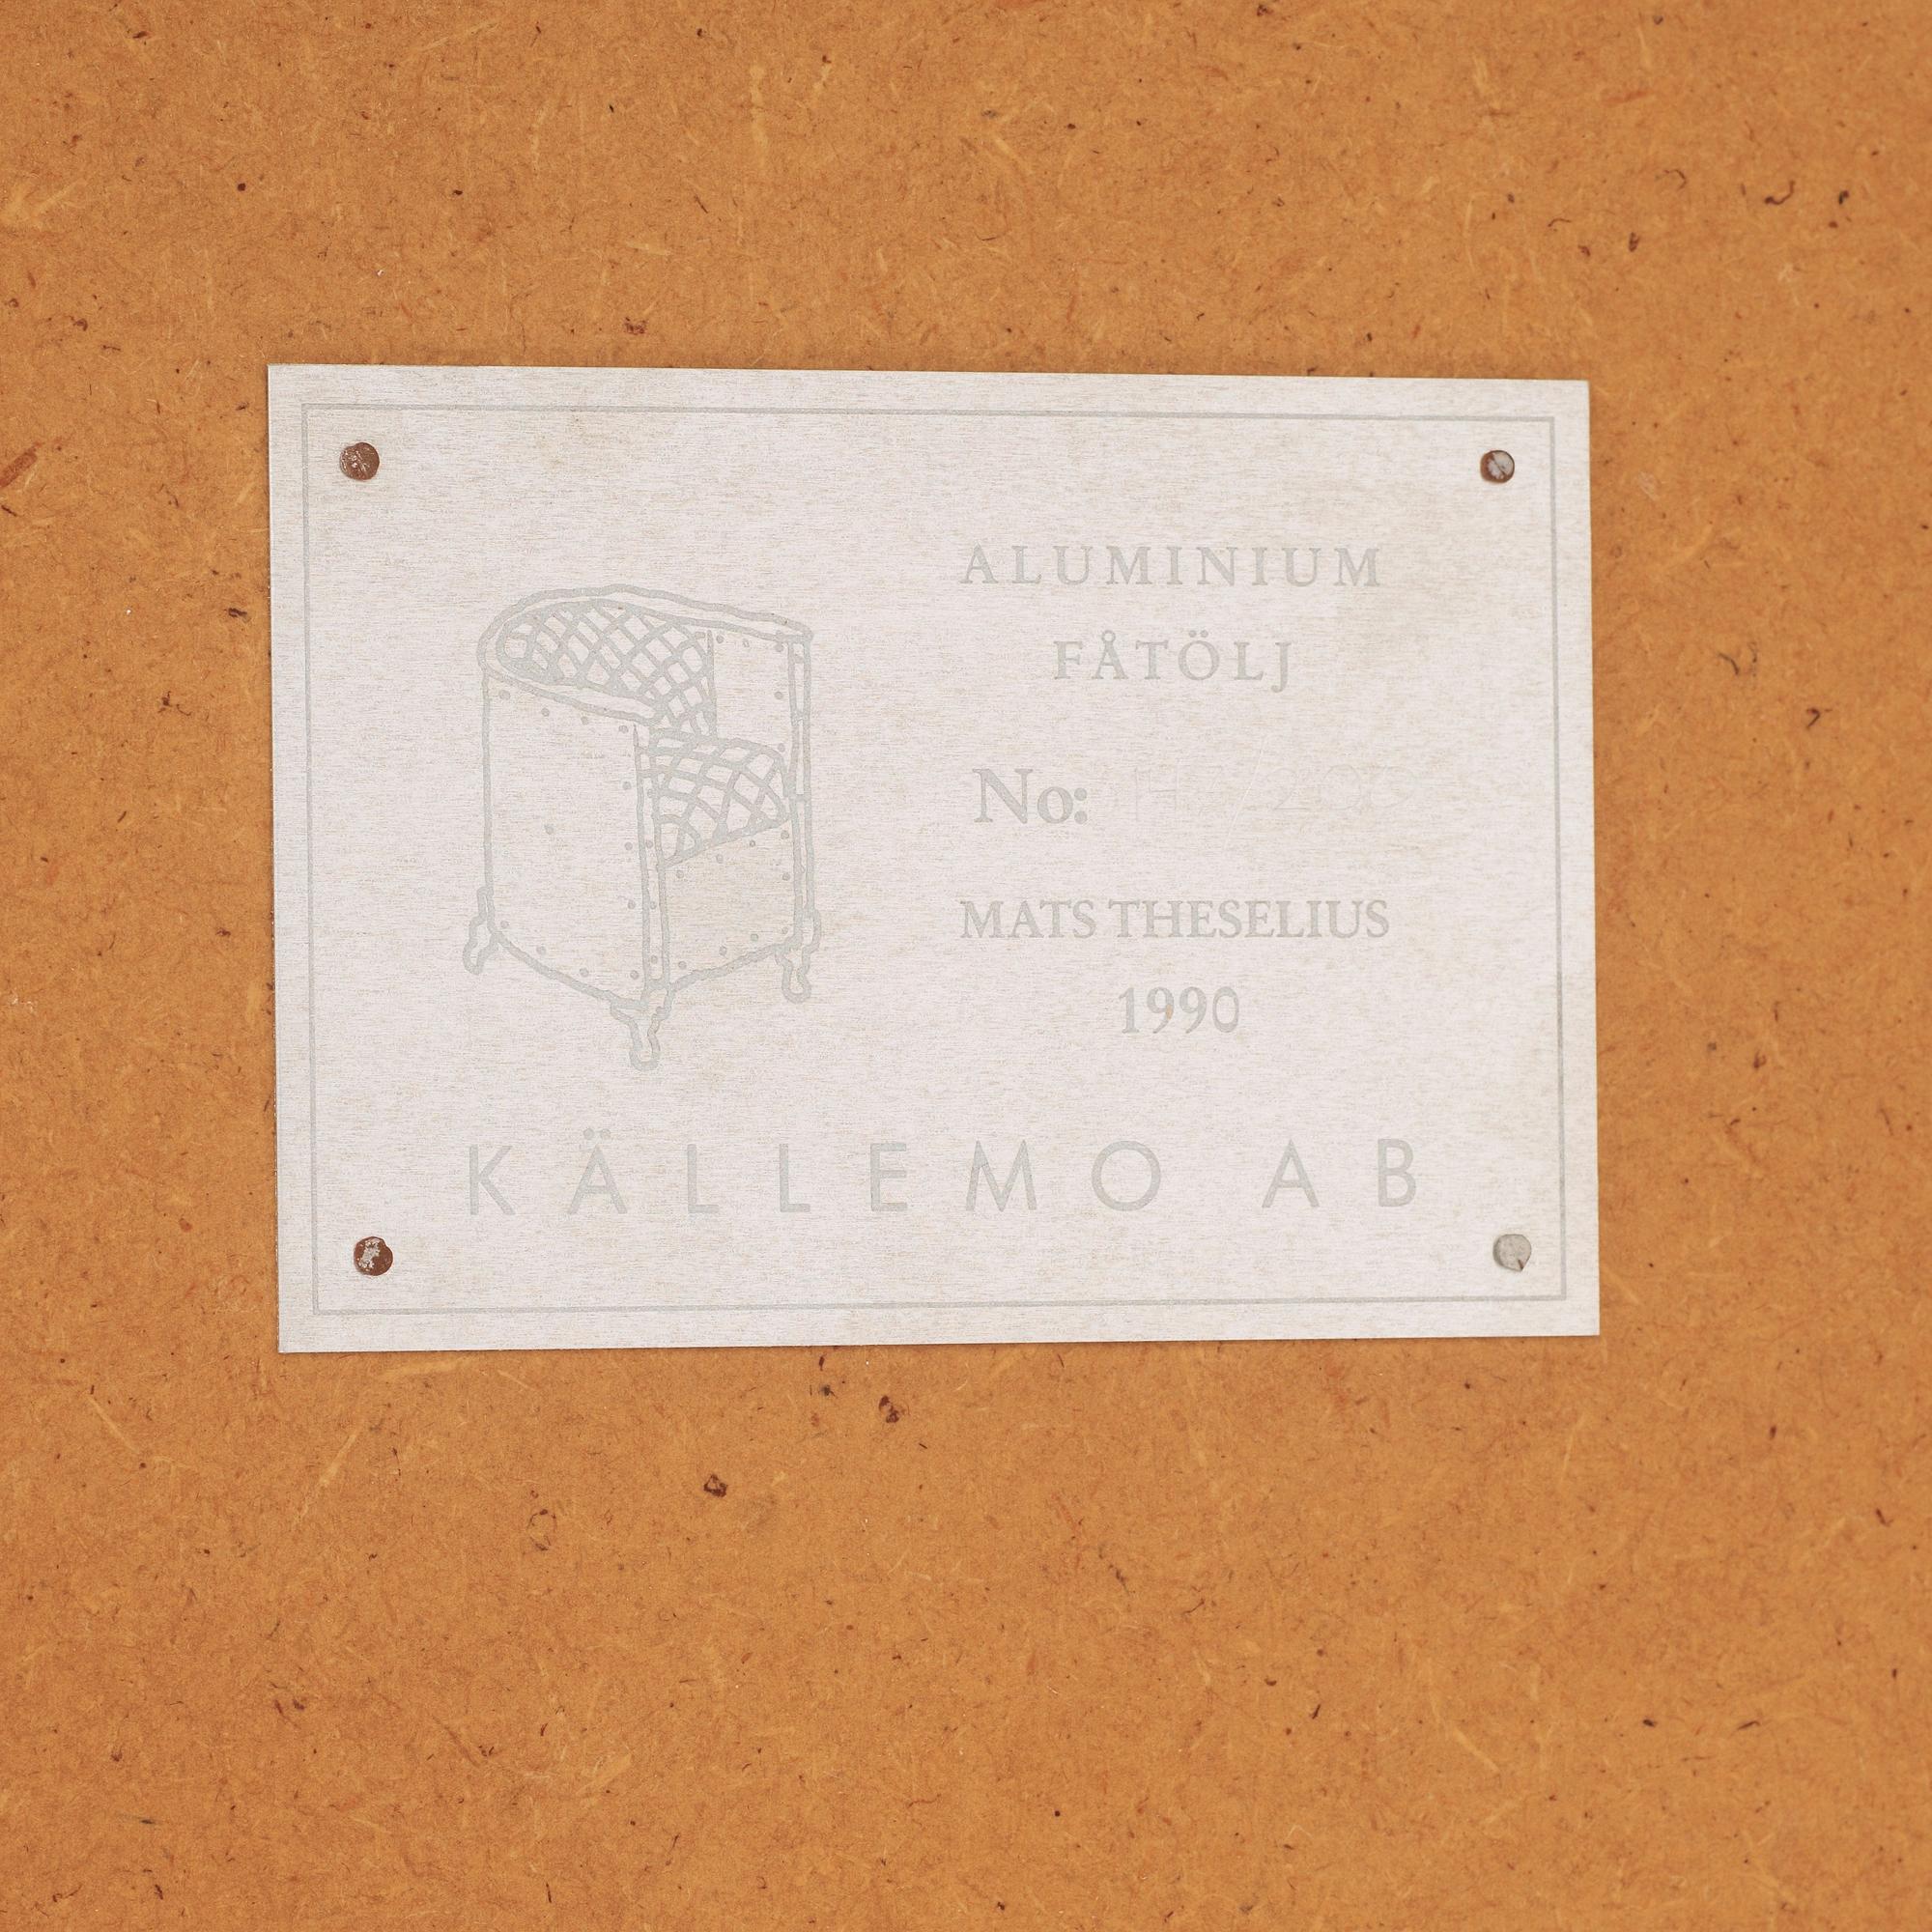 ALUMINIUM
FÅTÖLJ
No:
MATS THESELIUS
1990
KÄLLEMO AB